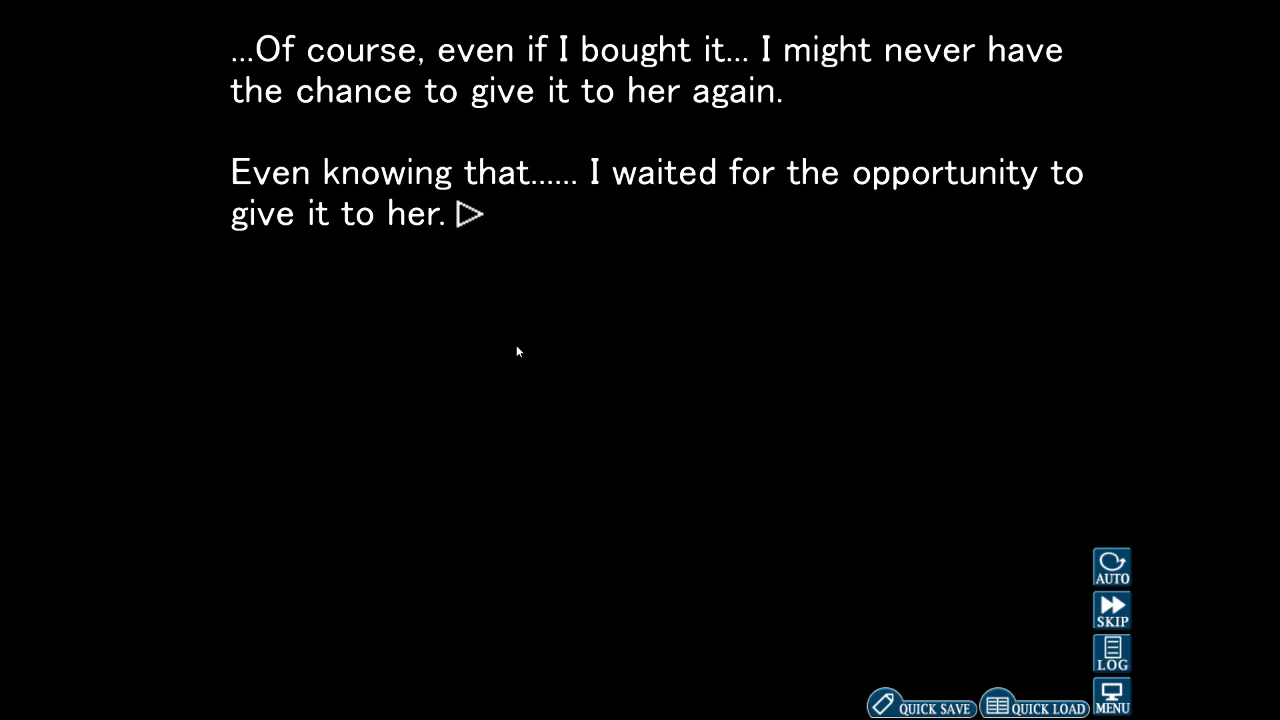 ...Of course, even if I bought it... I might never have
the chance to give it to her again.
Even knowing that...... I waited for the opportunity to
give it to her.
AUTO
SKIP
LOG
MENU
QUICK SAVE
QUICK LOAD